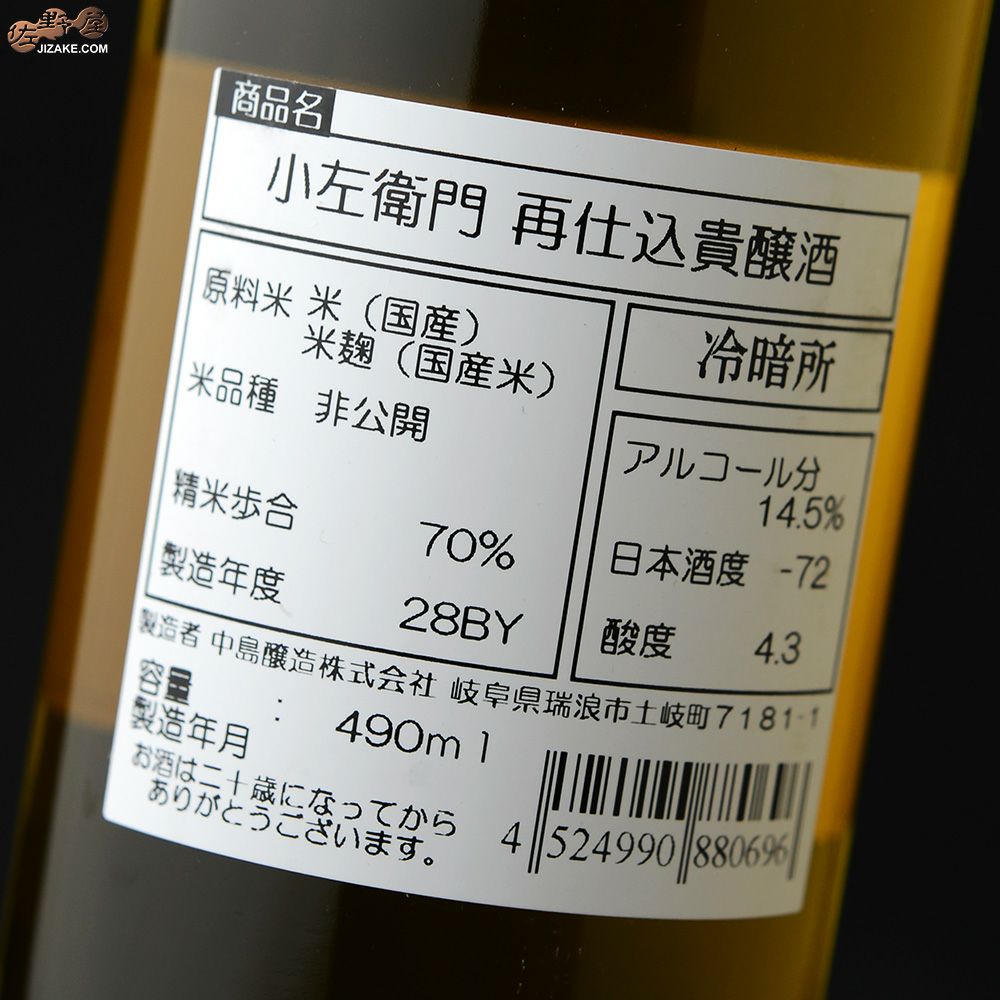 佐野屋
JIZAKE.COM
商品名
小左衛門 再仕込貴醸酒
原料米 米（国産）
米麹（国産米）
米品種 非公開
精米歩合 70%
製造年度 28BY
冷暗所
アルコール分
14.5%
日本酒度 -72
酸度 4.3
製造者 中島醸造株式会社 岐阜県瑞浪市土岐町7181-1
容量 : 490ml
製造年月
お酒は二十歳になってから
ありがとうございます。
4 524990 880696